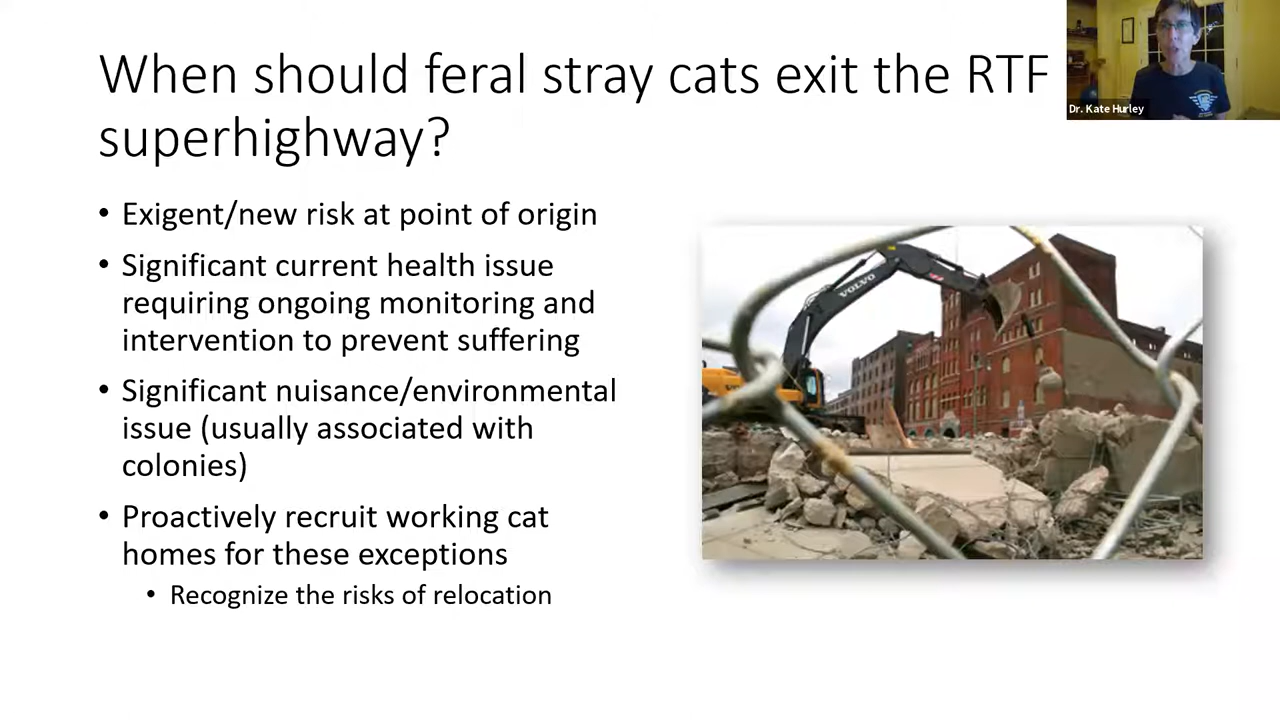 When should feral stray cats exit the RTF
superhighway?
Dr. Kate Hurley
• Exigent/new risk at point of origin
• Significant current health issue
requiring ongoing monitoring and
intervention to prevent suffering
• Significant nuisance/environmental
issue (usually associated with
colonies)
• Proactively recruit working cat
homes for these exceptions
• Recognize the risks of relocation
VOLVO